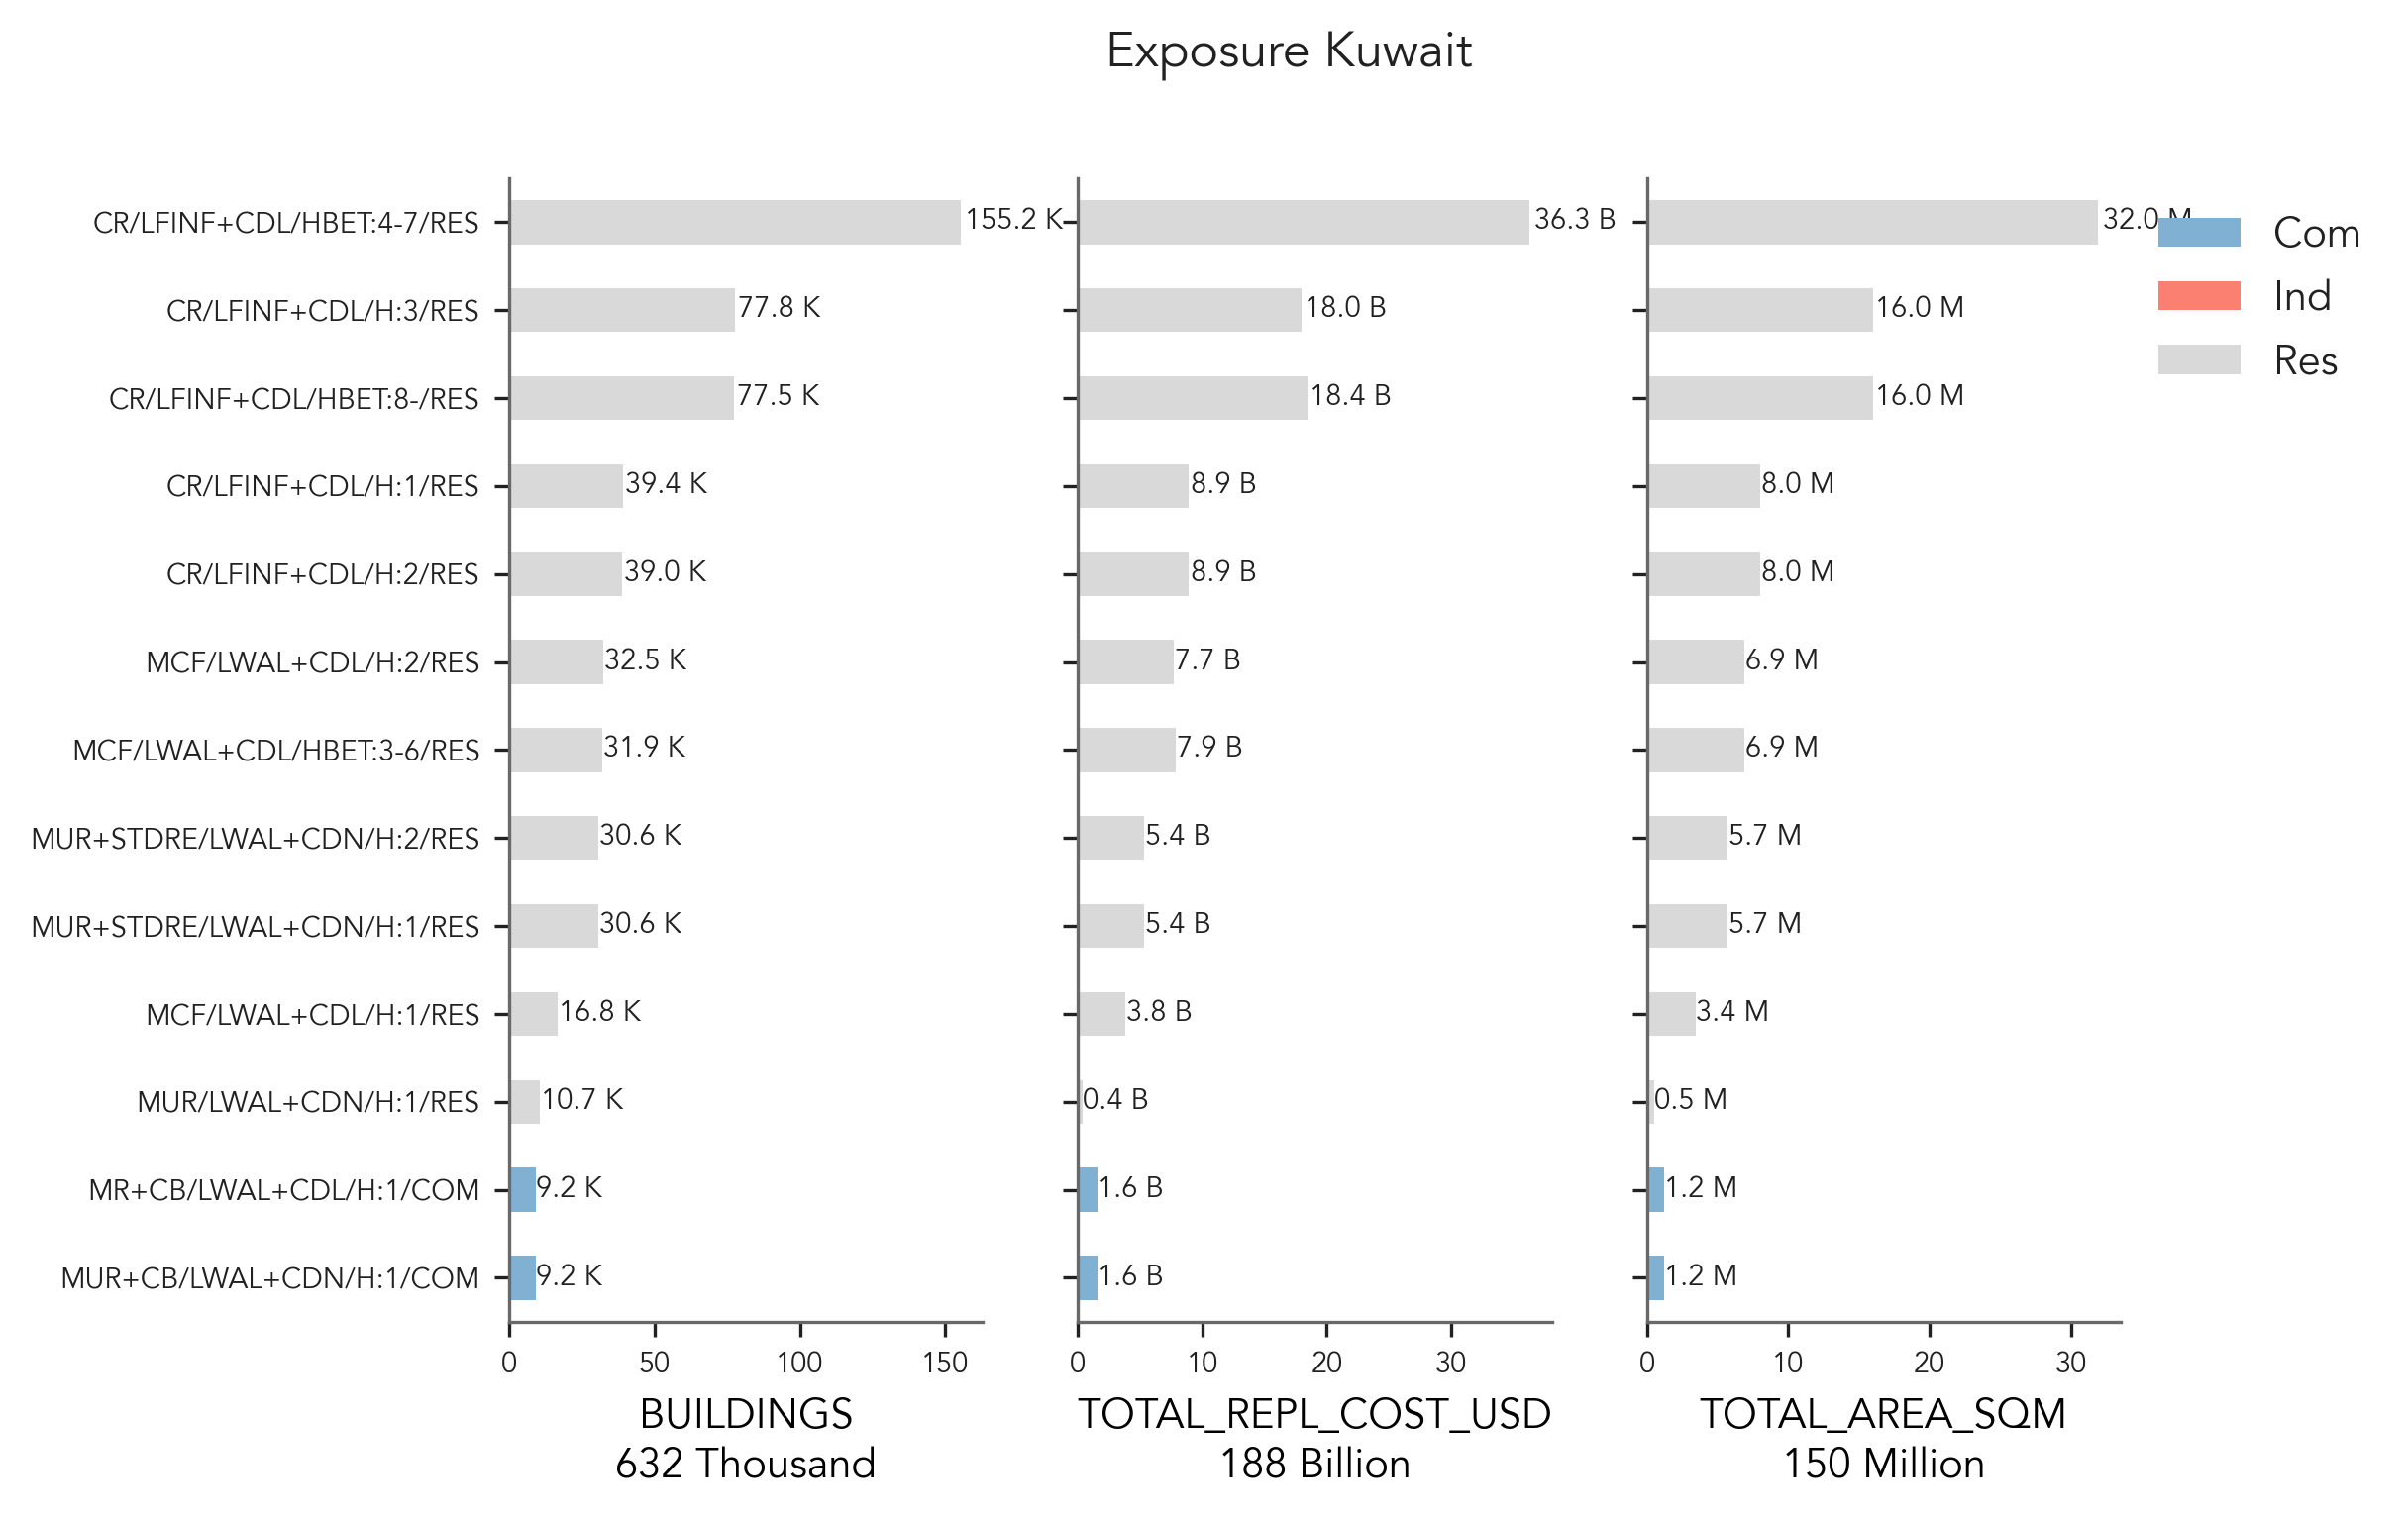 Exposure Kuwait
CR/LFINF+CDL/HBET:4-7/RES 155.2 K 36.3 B 32.0 M
CR/LFINF+CDL/H:3/RES 77.8 K 18.0 B 16.0 M
CR/LFINF+CDL/HBET:8-/RES 77.5 K 18.4 B 16.0 M
CR/LFINF+CDL/H:1/RES 39.4 K 8.9 B 8.0 M
CR/LFINF+CDL/H:2/RES 39.0 K 8.9 B 8.0 M
MCF/LWAL+CDL/H:2/RES 32.5 K 7.7 B 6.9 M
MCF/LWAL+CDL/HBET:3-6/RES 31.9 K 7.9 B 6.9 M
MUR+STDRE/LWAL+CDN/H:2/RES 30.6 K 5.4 B 5.7 M
MUR+STDRE/LWAL+CDN/H:1/RES 30.6 K 5.4 B 5.7 M
MCF/LWAL+CDL/H:1/RES 16.8 K 3.8 B 3.4 M
MUR/LWAL+CDN/H:1/RES 10.7 K 0.4 B 0.5 M
MR+CB/LWAL+CDL/H:1/COM 9.2 K 1.6 B 1.2 M
MUR+CB/LWAL+CDN/H:1/COM 9.2 K 1.6 B 1.2 M
Com
Ind
Res
0 50 100 150 0 10 20 30 0 10 20 30
BUILDINGS TOTAL_REPL_COST_USD TOTAL_AREA_SQM
632 Thousand 188 Billion 150 Million